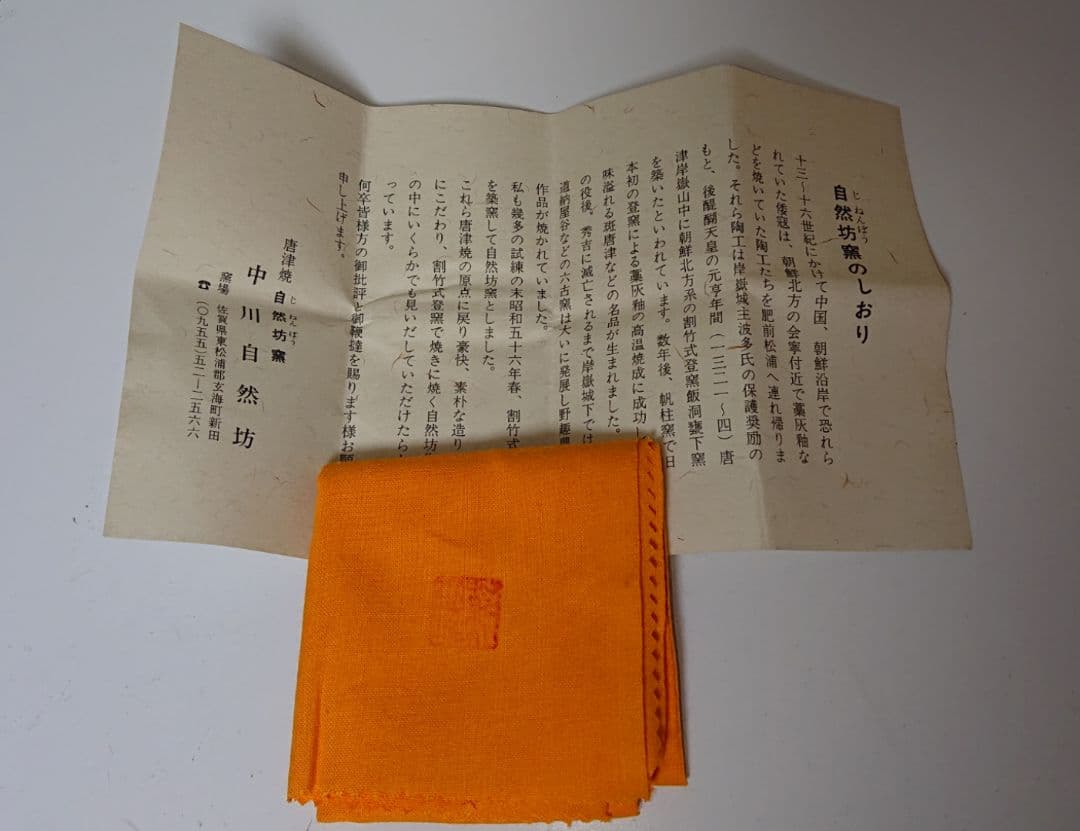 自然坊窯のしおり
じねんぼう
十三〜十六世紀にかけて中国、朝鮮沿岸で恐れら
れていた倭寇は、朝鮮北方の会寧付近で藁灰釉な
どを焼いていた陶工たちを肥前松浦へ連れ帰りま
した。それら陶工は岸嶽城主波多氏の保護奨励の
もと、後醍醐天皇の元亨年間(一三二一〜四)唐
津岸嶽山中に朝鮮北方系の割竹式登窯飯洞甕下窯
を築いたといわれています。数年後、帆柱窯で日
本初の登窯による藁灰釉の高温焼成に成功し
味溢れる斑唐津などの名品が生まれました。
の役後。秀吉に滅亡されるまで岸嶽城下では
道納屋谷などの六古窯は大いに発展し野趣
作品が焼かれていました。
私も幾多の試練の末昭和五十六年春、割竹式
を築窯して自然坊窯としました。
これら唐津焼の原点に戻り豪快、素朴な造り
にこだわり、割竹式登窯で焼きに焼く自然坊
の中にいくらかでも見いだしていただけたら
っています。
何卒皆様方の御批評と御鞭撻を賜ります様お願
申し上げます。
唐津焼 自然坊窯
じねんぼう
中川自然坊
窯場 佐賀県東松浦郡玄海町新田
☎(〇九五五)五二―二五六六